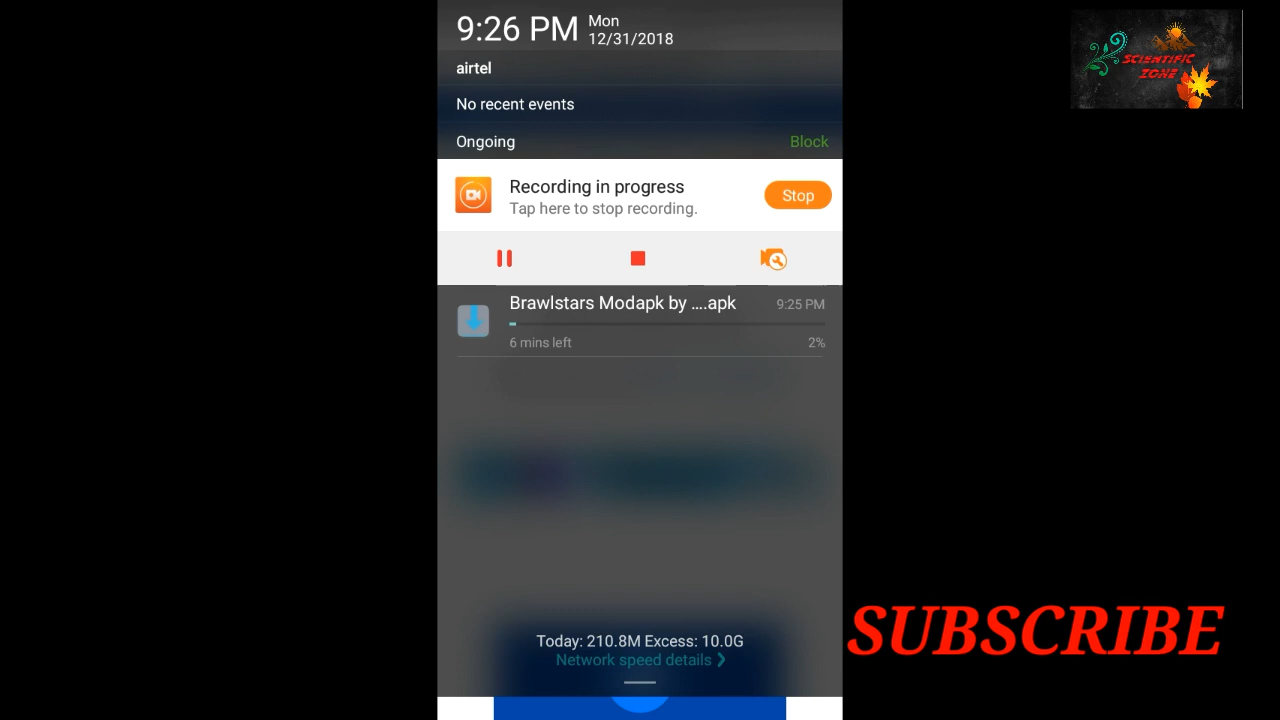 9:26 PM
Mon
12/31/2018
airtel
No recent events
Ongoing
Block
Recording in progress
Tap here to stop recording.
Stop
Brawlstars Modapk by ....apk
9:25 PM
6 mins left
2%
Today: 210.8M Excess: 10.0G
Network speed details
SCIENTIFIC
ZONE
SUBSCRIBE